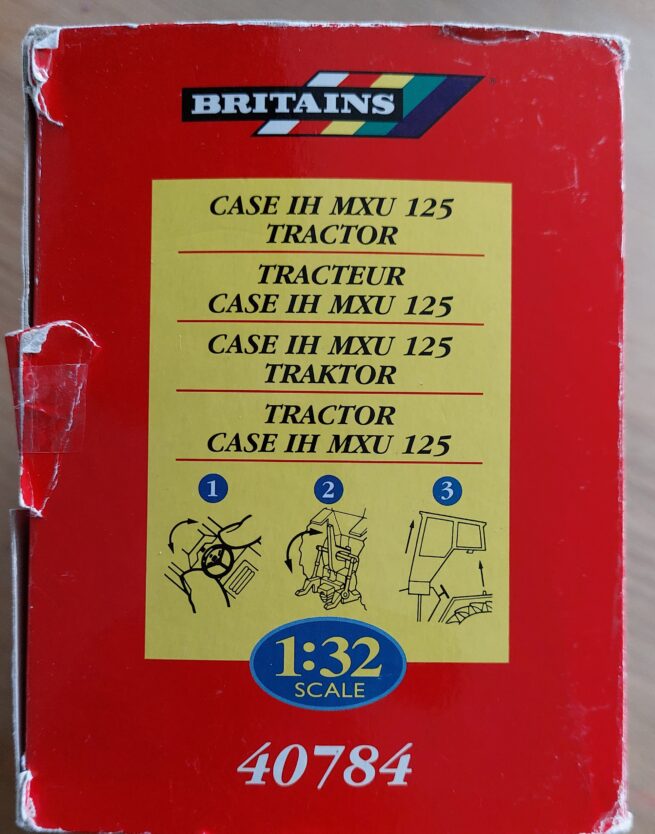 BRITAINS
CASE IH MXU 125
TRACTOR
TRACTEUR
CASE IH MXU 125
CASE IH MXU 125
TRAKTOR
TRACTOR
CASE IH MXU 125
1 2 3
1:32
SCALE
40784